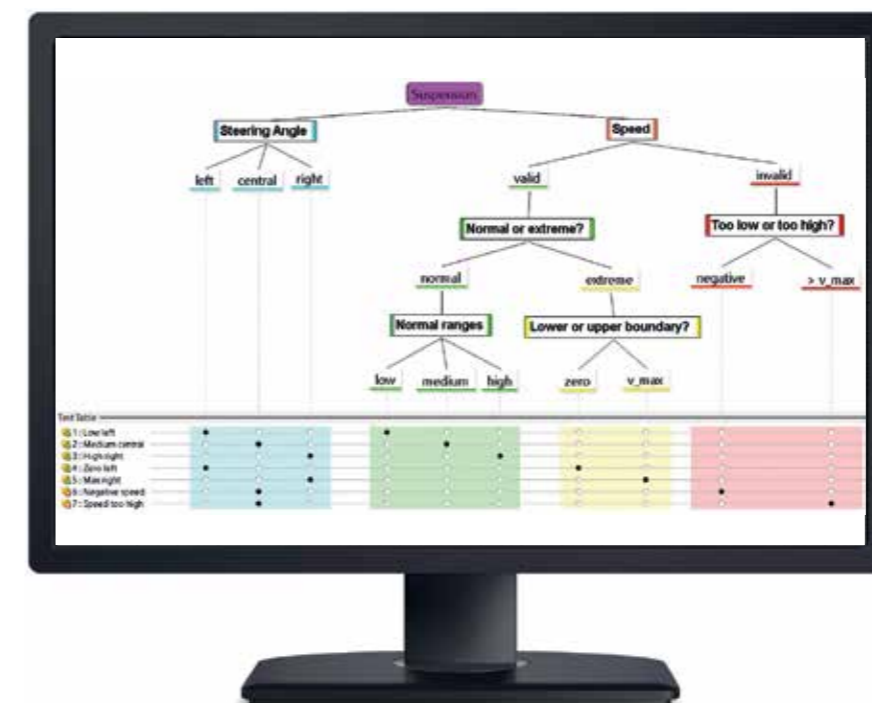 Suspension
Steering Angle
Speed
left central right
valid
invalid
Normal or extreme?
Too low or too high?
normal
extreme
negative
> v_max
Normal ranges
Lower or upper boundary?
low medium high
zero
v_max
Test Table
1: Low left
2: Medium central
3: High right
4: Zero left
5: Max right
6: Negative speed
7: Speed too high